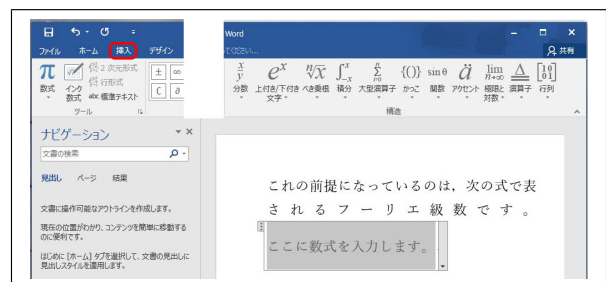 Word
ファイル ホーム 挿入 デザイン
共有
π ex n√x {()} sin θ lim
数式 インク数式 2 次元形式 行形式 abc 標準テキスト
分数 上付き/下付き文字 べき乗根 積分 大型演算子 かっこ 関数 アクセント 極限と対数 演算子 行列
ツール 構造
ナビゲーション
文書の検索
見出し ページ 結果
文書に操作可能なアウトラインを作成します。
現在の位置がわかり、コンテンツを簡単に移動する
のに便利です。
はじめに [ホーム] タブを選択して、文書の見出しに
見出しスタイルを適用します。
これの前提になっているのは，次の式で表
されるフーリエ級数です。
ここに数式を入力します。